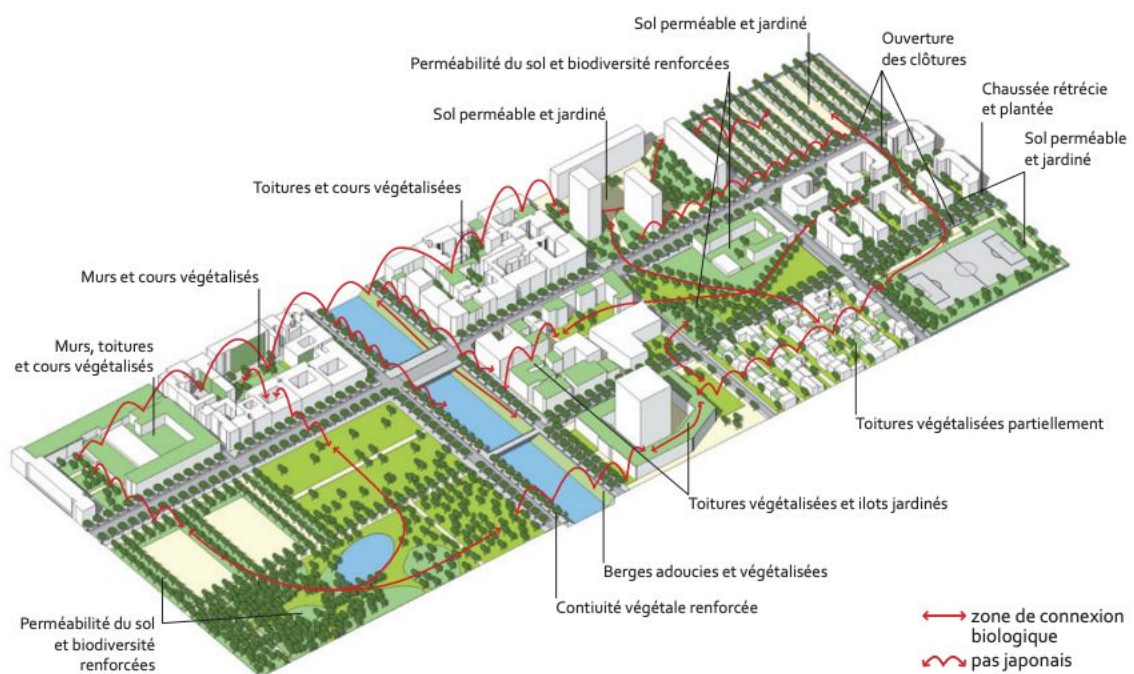 Sol perméable et jardiné
Perméabilité du sol et biodiversité renforcées
Ouverture
des clôtures
Chaussée rétrécie
et plantée
Sol perméable et jardiné
Sol perméable
et jardiné
Toitures et cours végétalisées
Murs et cours végétalisés
Murs, toitures
et cours végétalisés
Toitures végétalisées partiellement
Toitures végétalisées et ilots jardinés
Berges adoucies et végétalisées
Contiuité végétale renforcée
Perméabilité du sol
et biodiversité
renforcées
zone de connexion
biologique
pas japonais